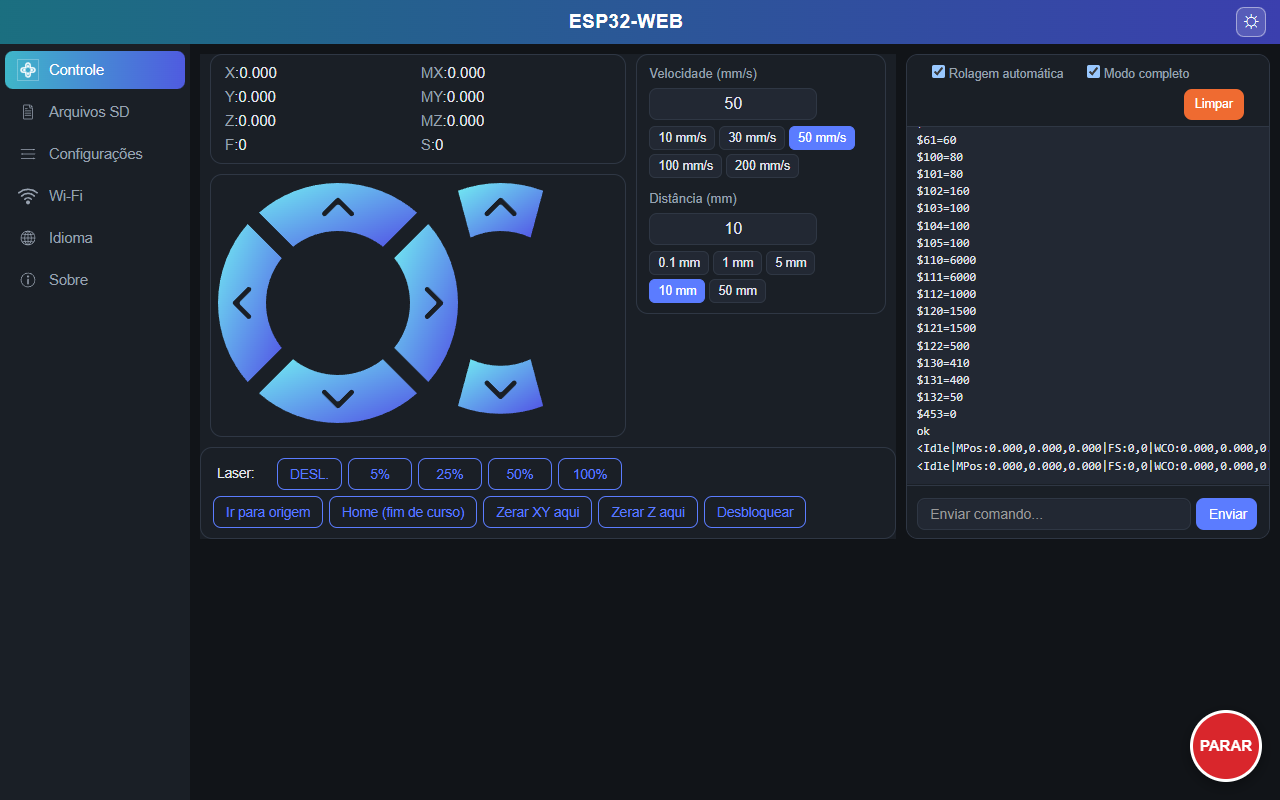 ESP32-WEB
Controle
Arquivos SD
Configurações
Wi-Fi
Idioma
Sobre
X:0.000 MX:0.000
Y:0.000 MY:0.000
Z:0.000 MZ:0.000
F:0 S:0
Velocidade (mm/s)
50
10 mm/s 30 mm/s 50 mm/s
100 mm/s 200 mm/s
Distância (mm)
10
0.1 mm 1 mm 5 mm
10 mm 50 mm
Laser: DESL. 5% 25% 50% 100%
Ir para origem Home (fim de curso) Zerar XY aqui Zerar Z aqui Desbloquear
Rolagem automática Modo completo
Limpar
$61=60
$100=80
$101=80
$102=160
$103=100
$104=100
$105=100
$110=6000
$111=6000
$112=1000
$120=1500
$121=1500
$122=500
$130=410
$131=400
$132=50
$453=0
ok
<Idle|MPos:0.000,0.000,0.000|FS:0,0|WCO:0.000,0.000,0
<Idle|MPos:0.000,0.000,0.000|FS:0,0|WCO:0.000,0.000,0
Enviar comando... Enviar
PARAR